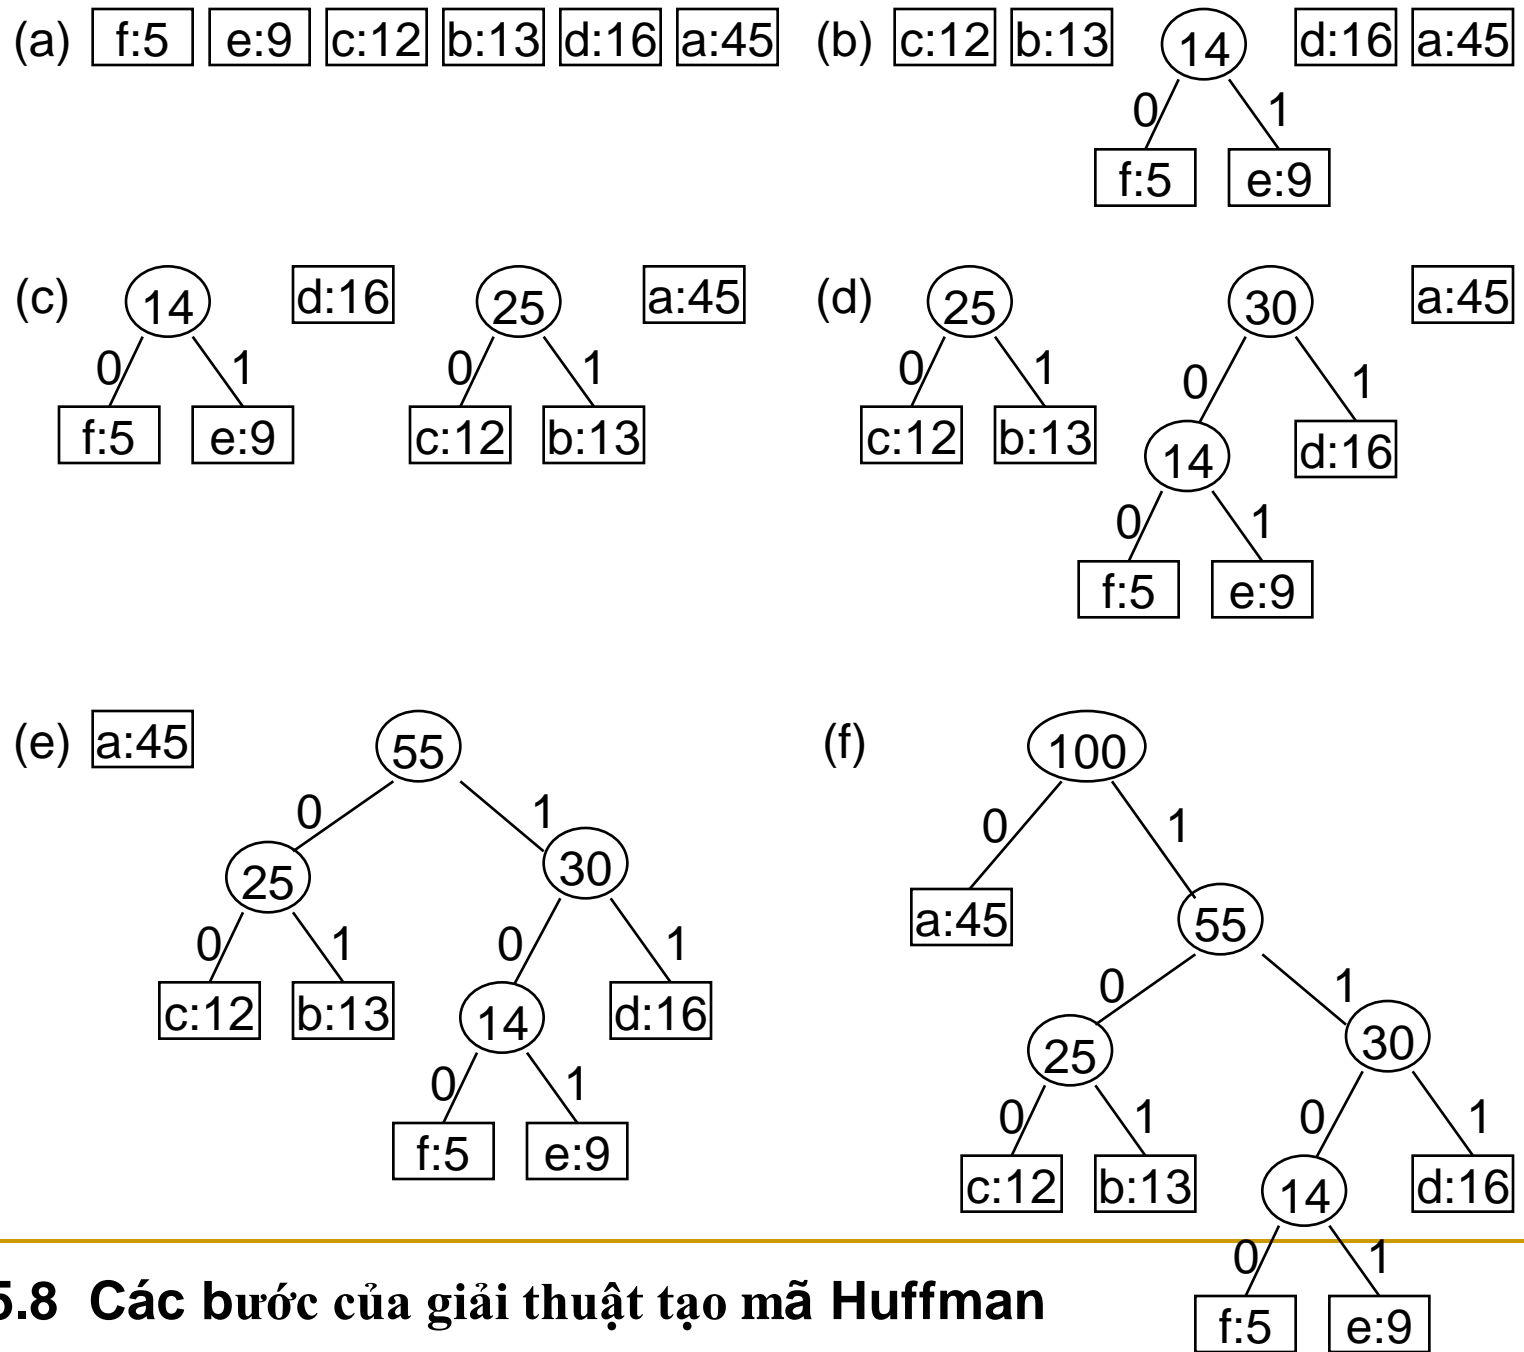 (a) f:5 e:9 c:12 b:13 d:16 a:45
(b) c:12 b:13 14 d:16 a:45
0 1
f:5 e:9
(c) 14 d:16 25 a:45
0 1 0 1
f:5 e:9 c:12 b:13
(d) 25 30 a:45
0 1 0 1
c:12 b:13 14 d:16
0 1
f:5 e:9
(e) a:45 55
0 1
25 30
0 1 0 1
c:12 b:13 14 d:16
0 1
f:5 e:9
(f) 100
0 1
a:45 55
0 1
25 30
0 1 0 1
c:12 b:13 14 d:16
0 1
f:5 e:9
5.8 Các bước của giải thuật tạo mã Huffman